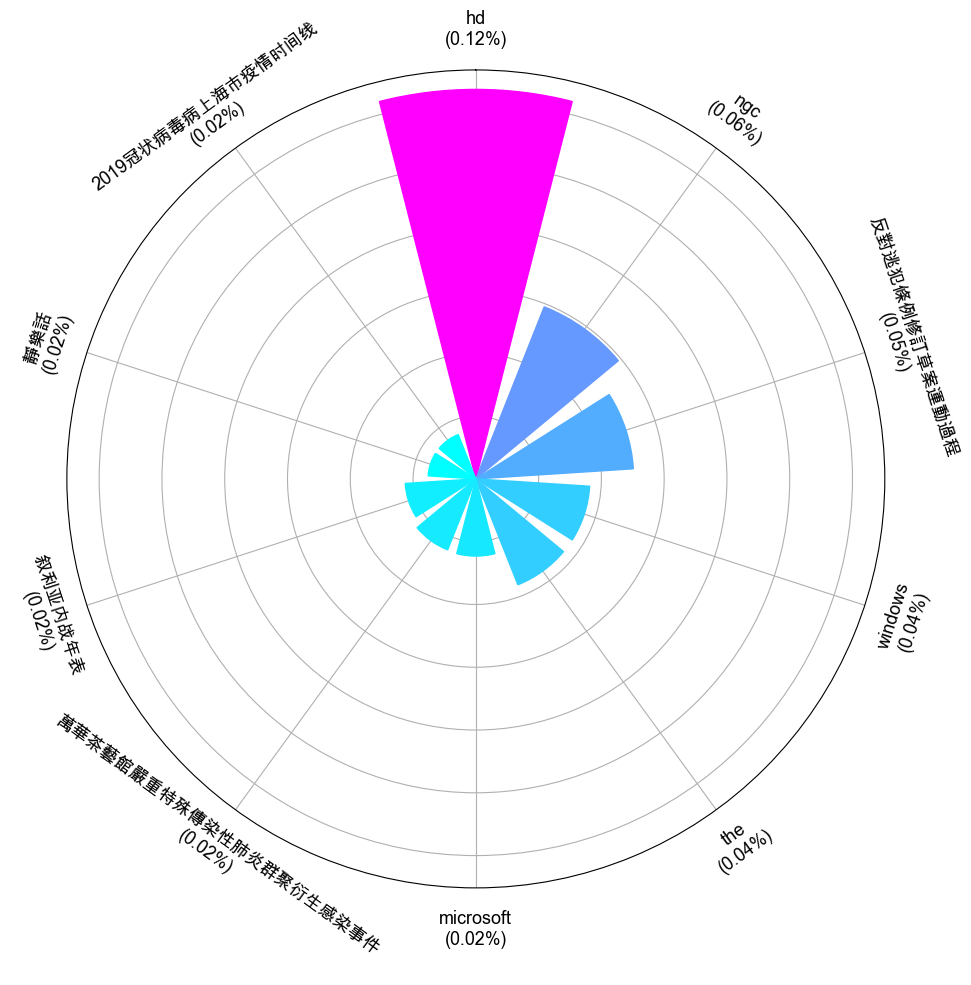 hd
(0.12%)
ngc
(0.06%)
反對逃犯條例修訂草案運動過程
(0.05%)
windows
(0.04%)
the
(0.04%)
microsoft
(0.02%)
萬華茶藝館嚴重特殊傳染性肺炎群聚衍生感染事件
(0.02%)
叙利亚内战年表
(0.02%)
靜樂話
(0.02%)
2019冠状病毒病上海市疫情时间线
(0.02%)